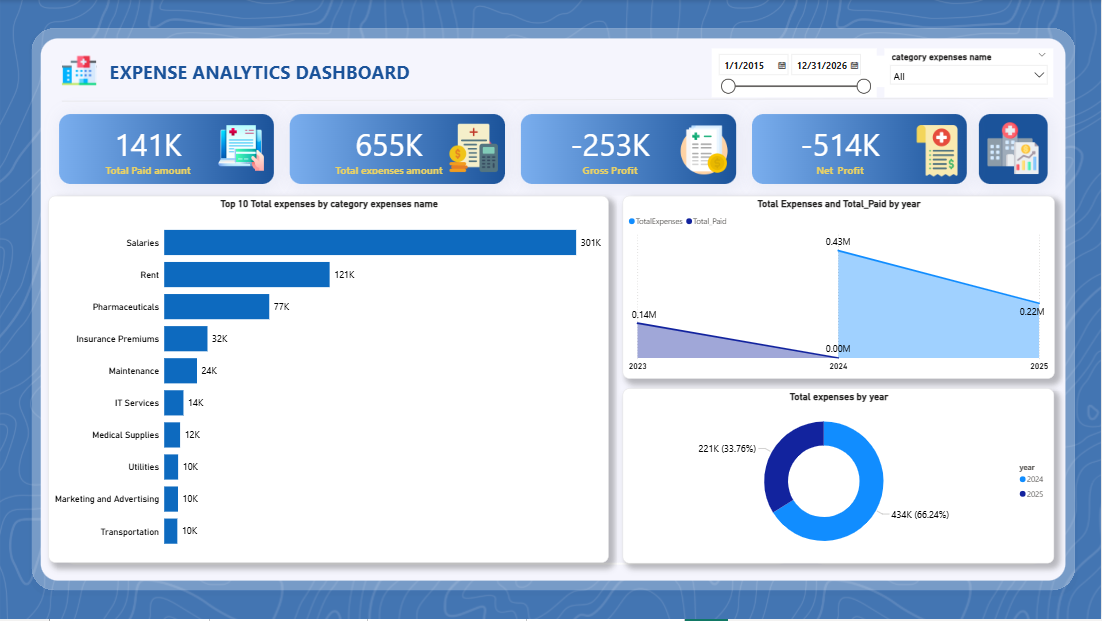 EXPENSE ANALYTICS DASHBOARD
1/1/2015
12/31/2026
category expenses name
All
141K
Total Paid amount
655K
Total expenses amount
-253K
Gross Profit
-514K
Net Profit
Top 10 Total expenses by category expenses name
Salaries 301K
Rent 121K
Pharmaceuticals 77K
Insurance Premiums 32K
Maintenance 24K
IT Services 14K
Medical Supplies 12K
Utilities 10K
Marketing and Advertising 10K
Transportation 10K
Total Expenses and Total_Paid by year
TotalExpenses Total_Paid
0.43M
0.14M
0.22M
0.00M
2023 2024 2025
Total expenses by year
221K (33.76%)
434K (66.24%)
year
2024
2025